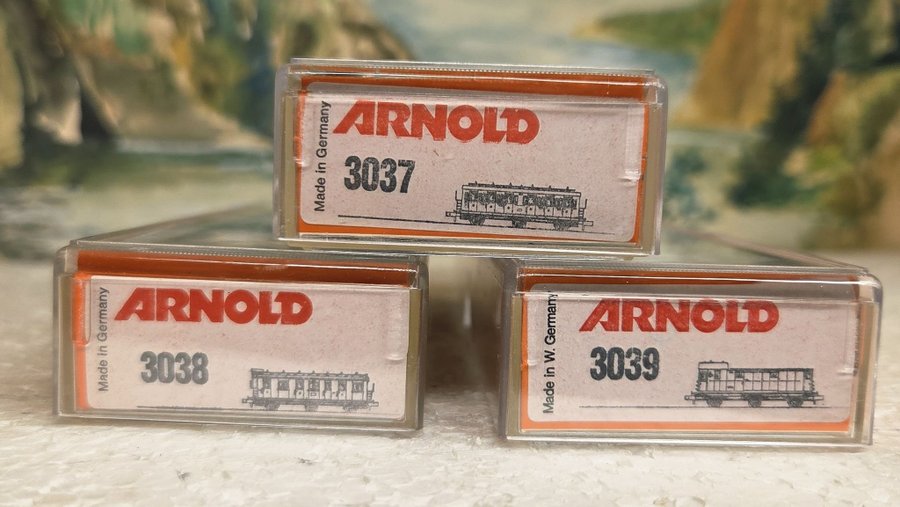 ARNOLD
Made in Germany
3037
ARNOLD
Made in Germany
3038
ARNOLD
Made in W. Germany
3039